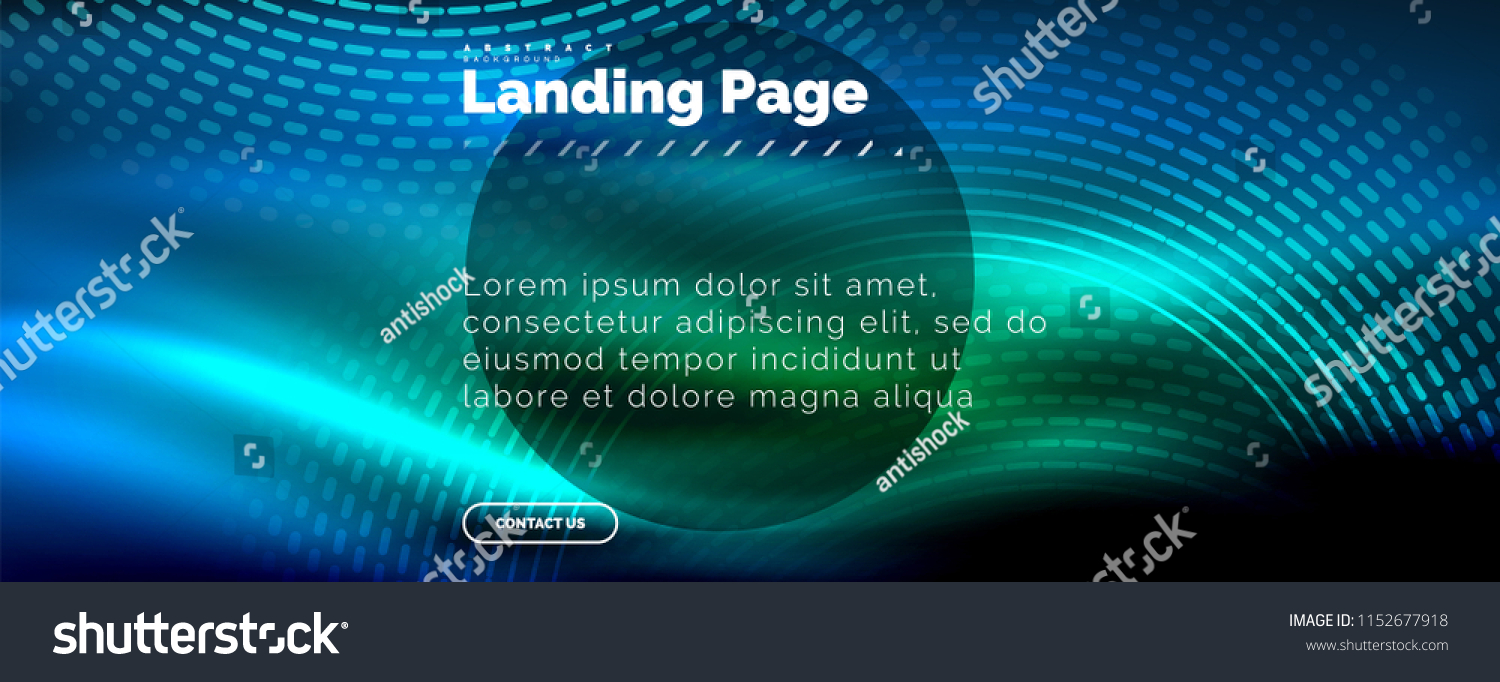 ABSTRACT
BACKGROUND
Landing Page
Lorem ipsum dolor sit amet,
consectetur adipiscing elit, sed do
eiusmod tempor incididunt ut
labore et dolore magna aliqua
CONTACT US
shutterstock
shutterstock
shutterstock
antishock
antishock
shutterstock
IMAGE ID: 1152677918
www.shutterstock.com